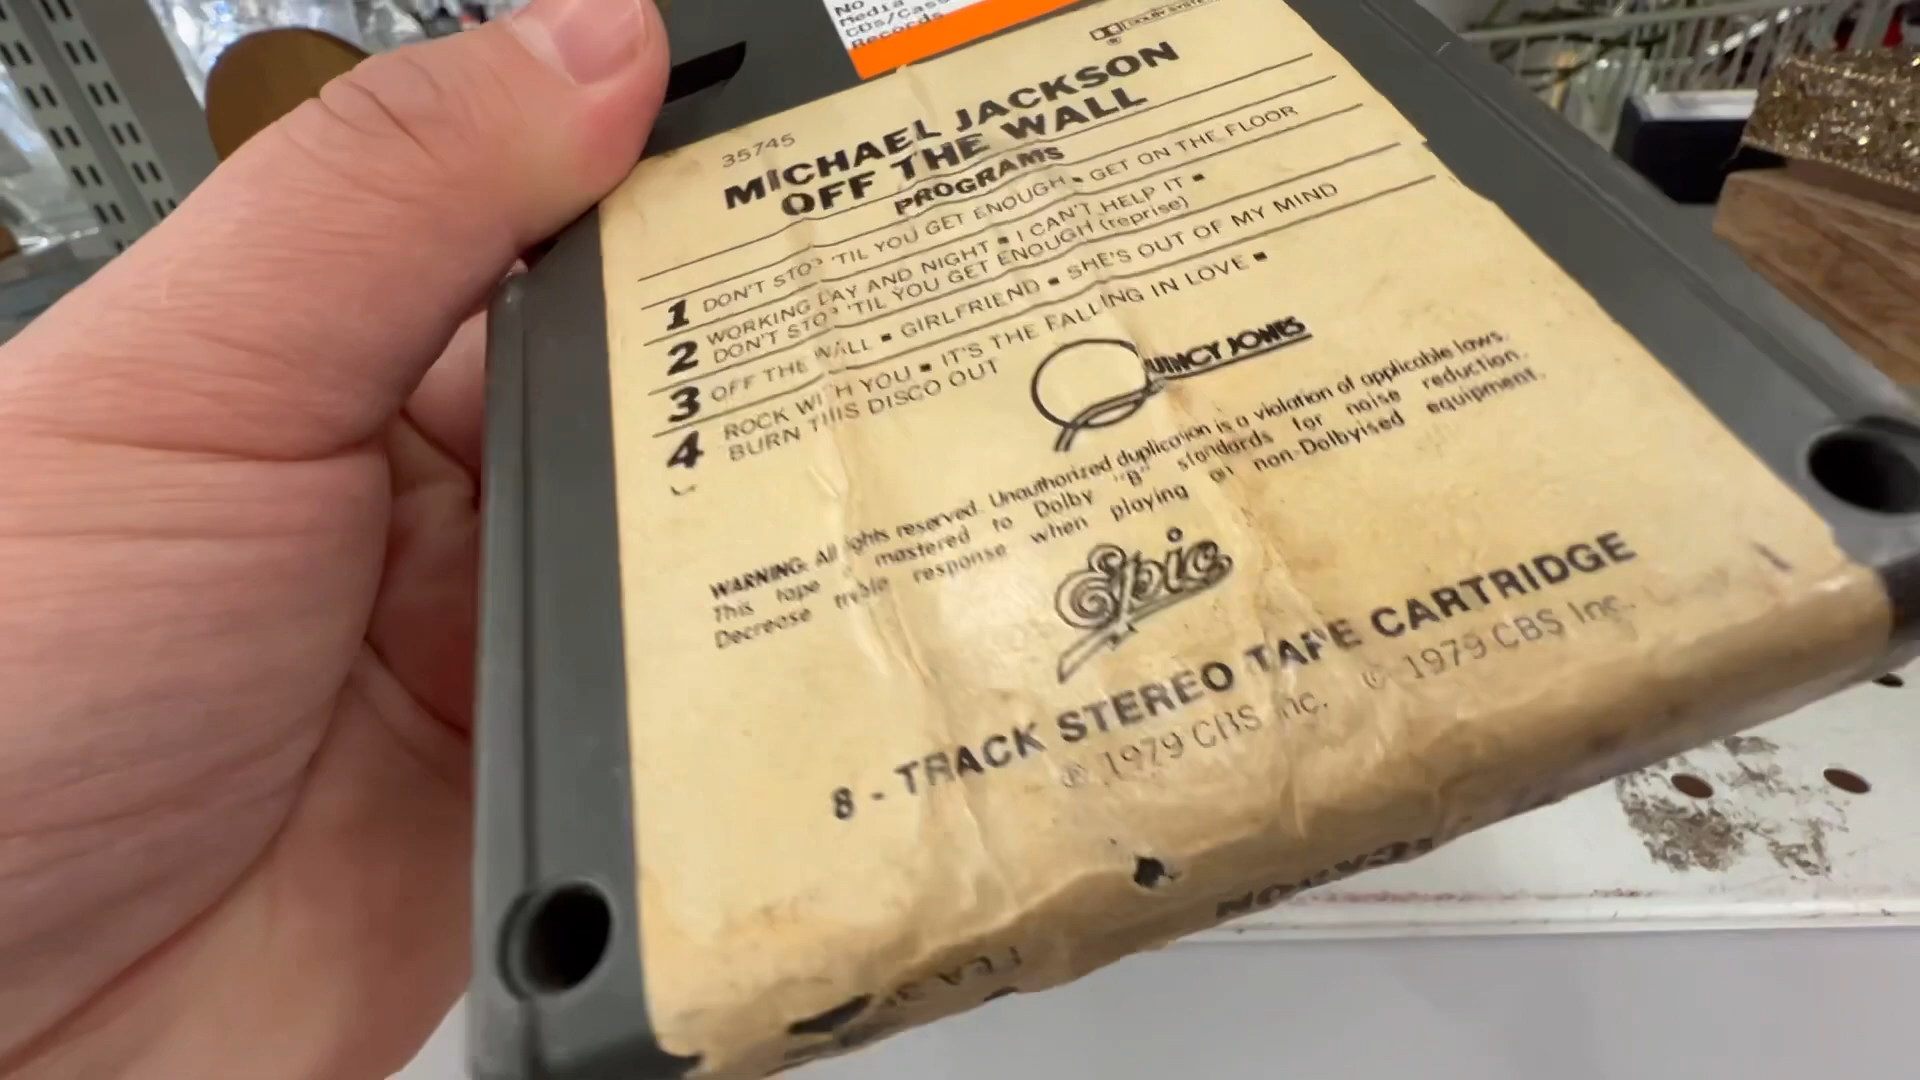 No
Media
CDs/Cass
Records
DOLBY SYSTEM
35745
MICHAEL JACKSON
OFF THE WALL
PROGRAMS
1 DON'T STOP 'TIL YOU GET ENOUGH ▪ GET ON THE FLOOR
2 WORKING DAY AND NIGHT ▪ I CAN'T HELP IT ▪
DON'T STOP 'TIL YOU GET ENOUGH (reprise)
3 OFF THE WALL ▪ GIRLFRIEND ▪ SHE'S OUT OF MY MIND
4 ROCK WITH YOU ▪ IT'S THE FALLING IN LOVE ▪
BURN THIS DISCO OUT
QUINCY JONES
WARNING: All rights reserved. Unauthorized duplication is a violation of applicable laws.
This tape is mastered to Dolby "B" standards for noise reduction.
Decrease treble response when playing on non-Dolbyised equipment.
Epic
8 - TRACK STEREO TAPE CARTRIDGE
℗ 1979 CBS Inc. © 1979 CBS Inc.